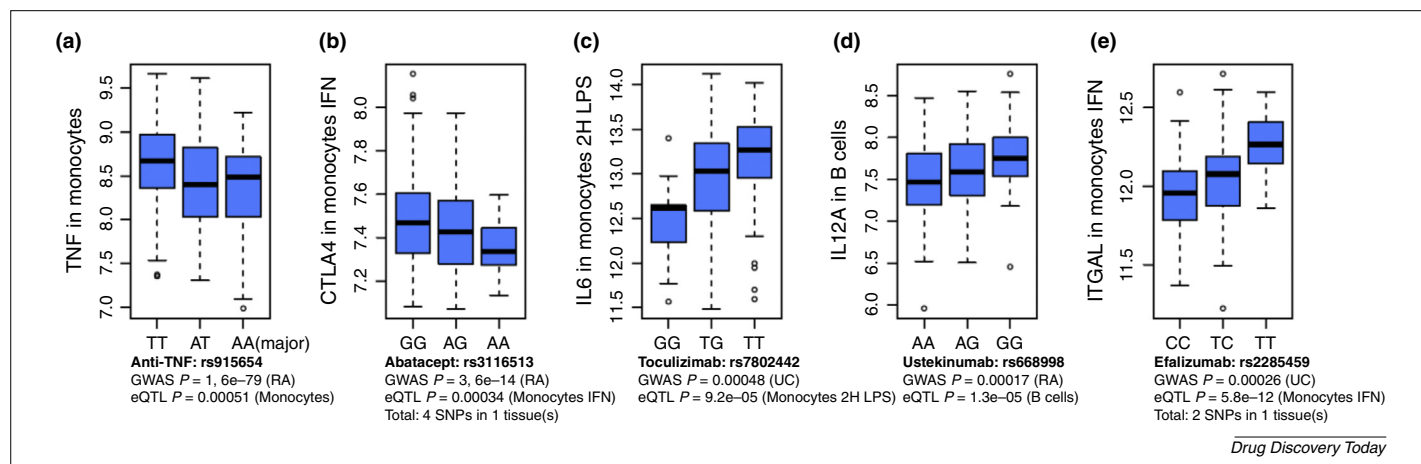 (a)
TNF in monocytes
9.5
9.0
8.5
8.0
7.5
7.0
TT AT AA(major)
Anti-TNF: rs915654
GWAS P = 1, 6e–79 (RA)
eQTL P = 0.00051 (Monocytes)
(b)
CTLA4 in monocytes IFN
8.0
7.8
7.6
7.4
7.2
GG AG AA
Abatacept: rs3116513
GWAS P = 3, 6e–14 (RA)
eQTL P = 0.00034 (Monocytes IFN)
Total: 4 SNPs in 1 tissue(s)
(c)
IL6 in monocytes 2H LPS
14.0
13.5
13.0
12.5
12.0
11.5
GG TG TT
Toculizimab: rs7802442
GWAS P = 0.00048 (UC)
eQTL P = 9.2e–05 (Monocytes 2H LPS)
(d)
IL12A in B cells
8.5
8.0
7.5
7.0
6.5
6.0
AA AG GG
Ustekinumab: rs668998
GWAS P = 0.00017 (RA)
eQTL P = 1.3e–05 (B cells)
(e)
ITGAL in monocytes IFN
12.5
12.0
11.5
CC TC TT
Efalizumab: rs2285459
GWAS P = 0.00026 (UC)
eQTL P = 5.8e–12 (Monocytes IFN)
Total: 2 SNPs in 1 tissue(s)
Drug Discovery Today